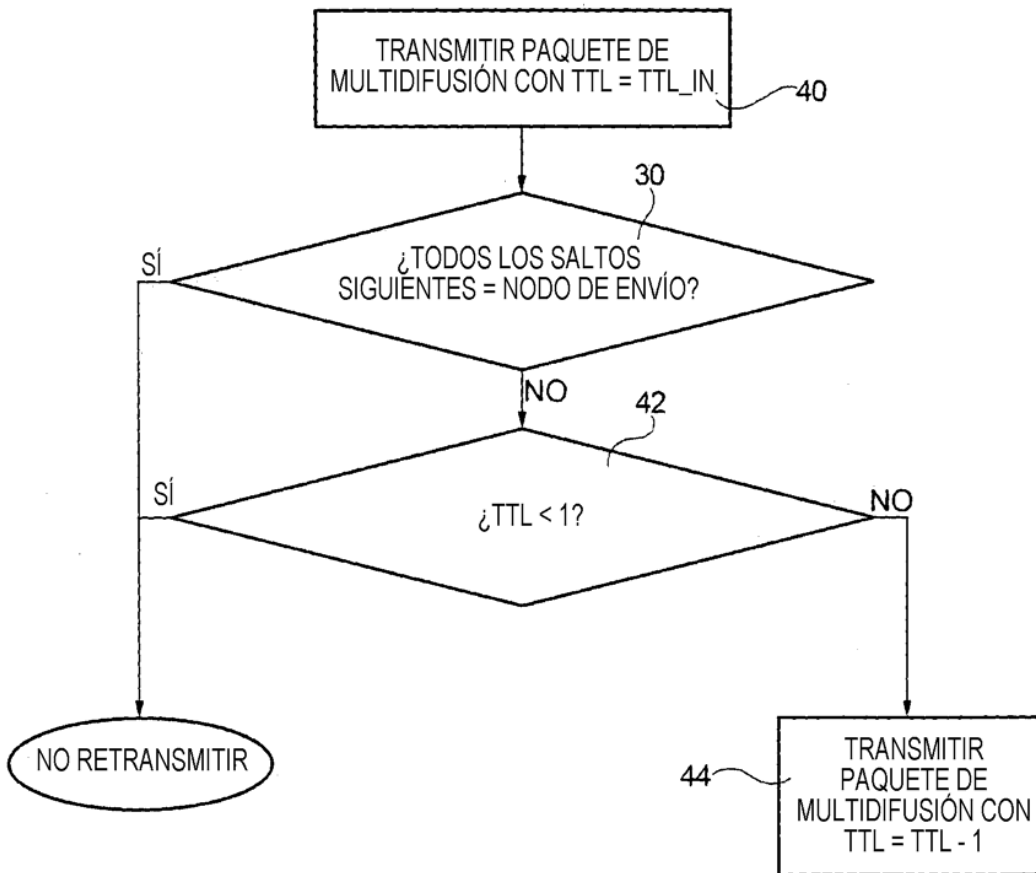 TRANSMITIR PAQUETE DE
MULTIDIFUSIÓN CON TTL = TTL_IN
40
30
SÍ
¿TODOS LOS SALTOS
SIGUIENTES = NODO DE ENVÍO?
NO
42
SÍ
¿TTL < 1?
NO
NO RETRANSMITIR
44
TRANSMITIR
PAQUETE DE
MULTIDIFUSIÓN CON
TTL = TTL - 1